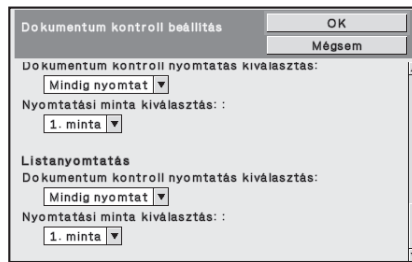 Dokumentum kontroll beállítás
OK
Mégsem
Dokumentum kontroll nyomtatás kiválasztás:
Mindig nyomtat
Nyomtatási minta kiválasztás: :
1. minta
Listanyomtatás
Dokumentum kontroll nyomtatás kiválasztás:
Mindig nyomtat
Nyomtatási minta kiválasztás: :
1. minta